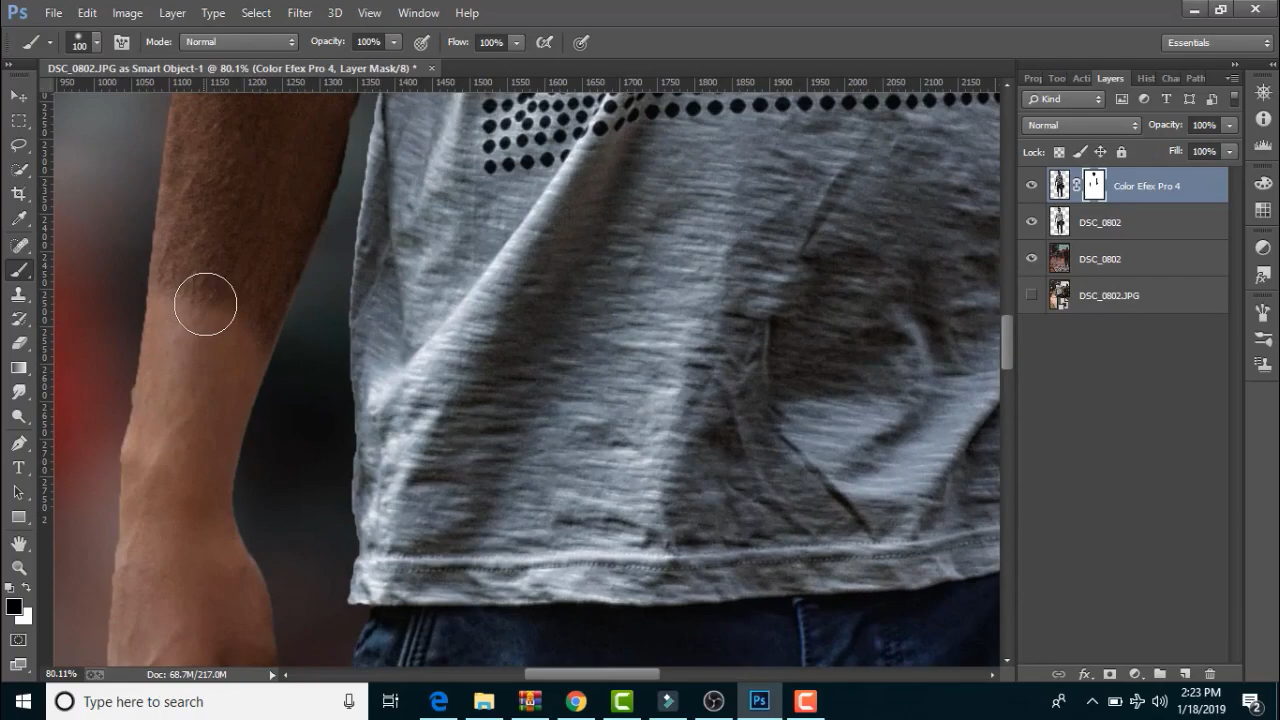 Ps File Edit Image Layer Type Select Filter 3D View Window Help
100 Mode: Normal Opacity: 100% Flow: 100% Essentials
DSC_0802.JPG as Smart Object-1 @ 80.1% (Color Efex Pro 4, Layer Mask/8) * ×
950 1000 1050 1100 1150 1200 1250 1300 1350 1400 1450 1500 1550 1600 1650 1700 1750 1800 1850 1900 1950 2000 2050 2100 2150
Proj Too Acti Layers Hist Char Path
Kind
Normal Opacity: 100%
Lock: Fill: 100%
Color Efex Pro 4
DSC_0802
DSC_0802
DSC_0802.JPG
80.11% Doc: 68.7M/217.0M
Type here to search
2:23 PM
1/18/2019
2